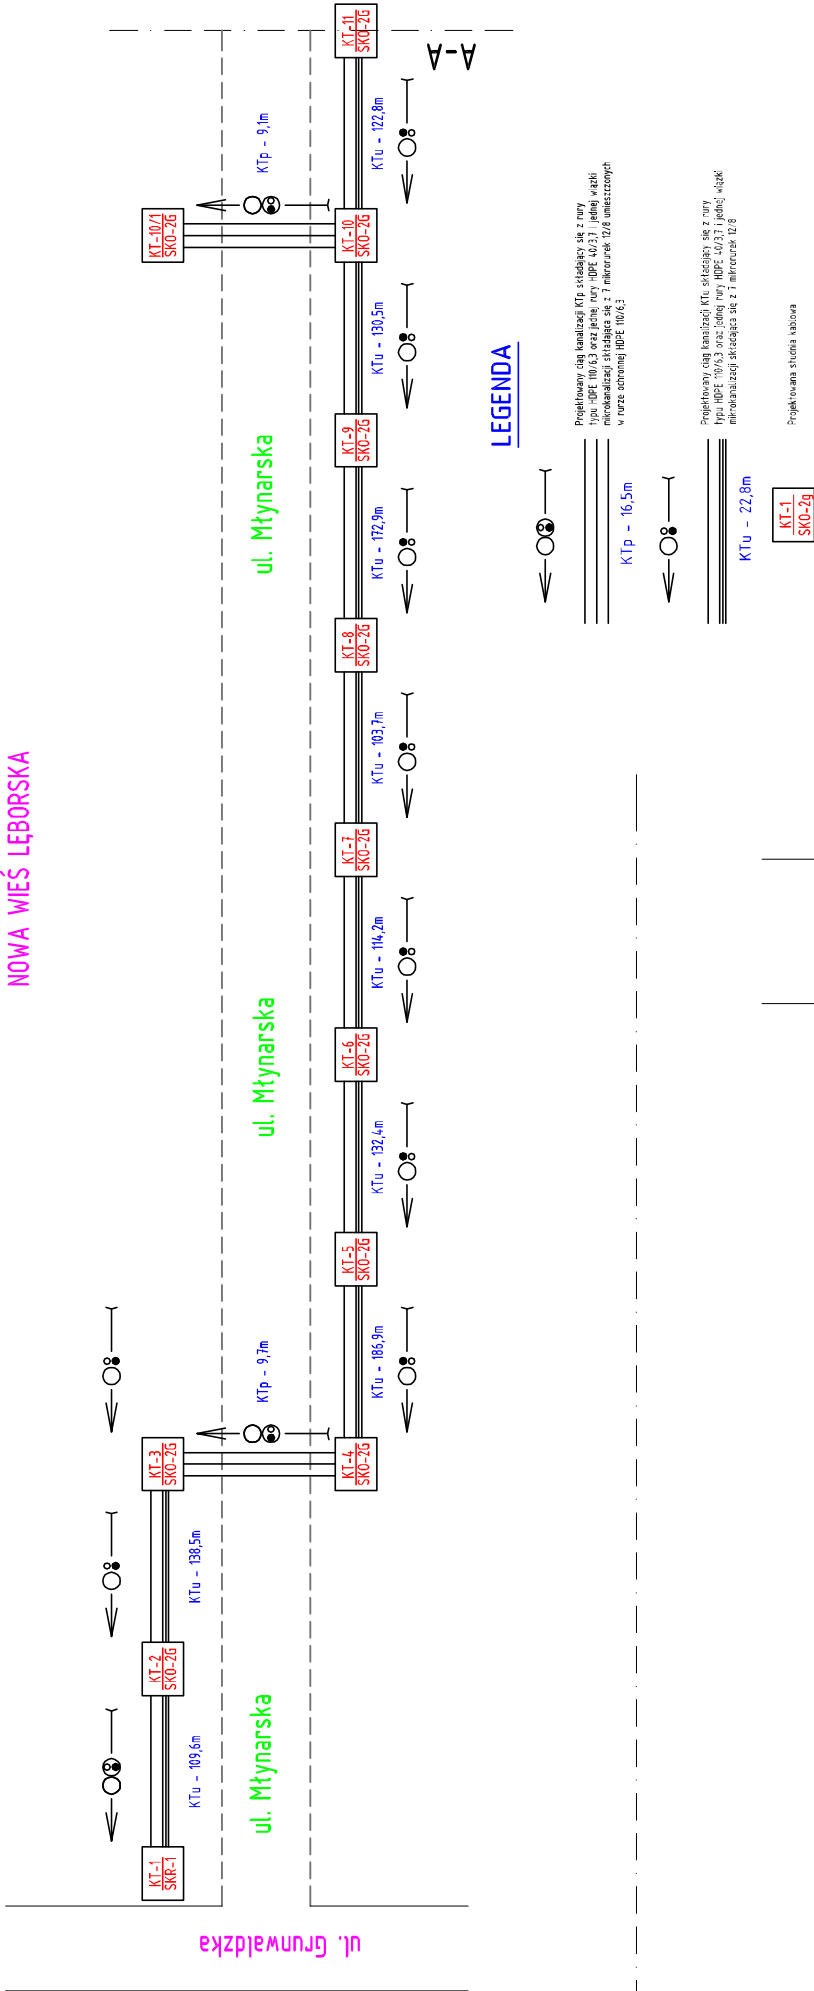 NOWA WIEŚ LĘBORSKA
KT-1
SKR-1
KTu - 109,6m
KT-2
SKO-2G
KTu - 138,5m
KT-3
SKO-2G
KTp - 9,7m
KT-4
SKO-2G
KTu - 186,9m
KT-5
SKO-2G
KTu - 132,4m
KT-6
SKO-2G
KTu - 114,2m
KT-7
SKO-2G
KTu - 103,7m
KT-8
SKO-2G
KTu - 172,9m
KT-9
SKO-2G
KTu - 130,5m
KT-10
SKO-2G
KTp - 9,1m
KT-10/1
SKO-2G
KTu - 122,8m
KT-11
SKO-2G
A-A
ul. Młynarska
ul. Młynarska
ul. Młynarska
ul. Grunwaldzka
LEGENDA
Projektowany ciąg kanalizacji KTp składający się z rury
typu HDPE 110/6,3 oraz jednej rury HDPE 40/3,7 i jednej wiązki
mikrokanalizacji składająca się z 7 mikrorurek 12/8 umieszczonych
w rurze ochronnej HDPE 110/6,3
KTp - 16,5m
Projektowany ciąg kanalizacji KTu składający się z rury
typu HDPE 110/6,3 oraz jednej rury HDPE 40/3,7 i jednej wiązki
mikrokanalizacji składająca się z 7 mikrorurek 12/8
KTu - 22,8m
KT-1
SKO-2g
Projektowana studnia kablowa